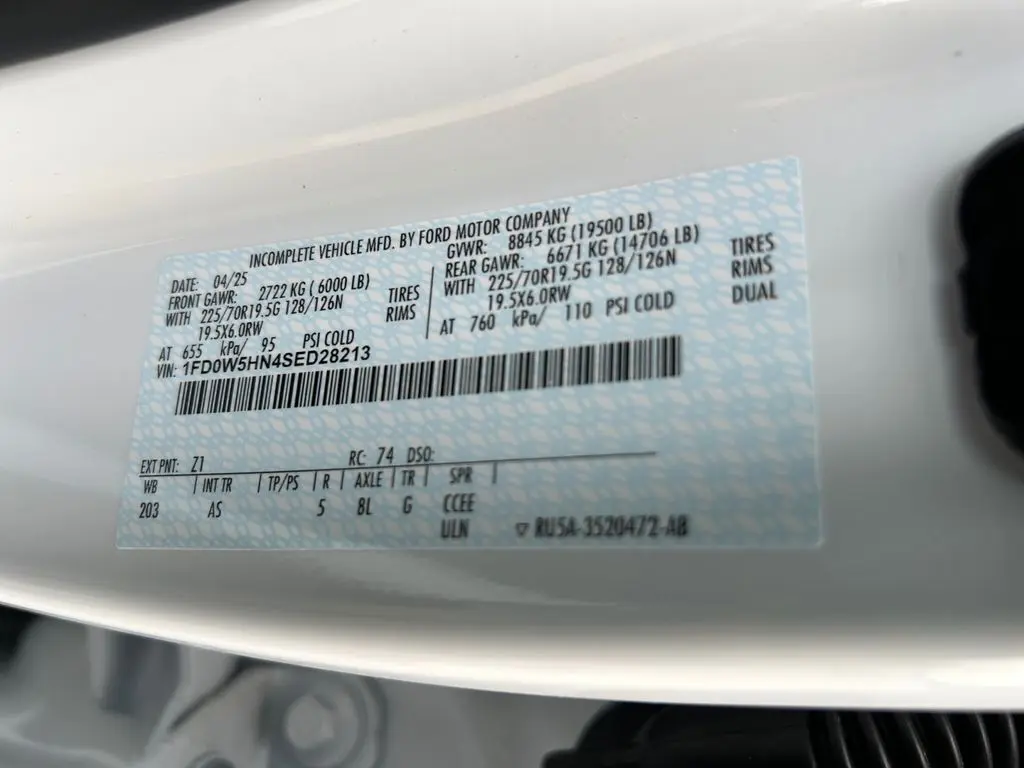 INCOMPLETE VEHICLE MFD. BY FORD MOTOR COMPANY
DATE: 04/25
GVWR: 8845 KG (19500 LB)
FRONT GAWR: 2722 KG ( 6000 LB)
REAR GAWR: 6671 KG (14706 LB)
WITH 225/70R19.5G 128/126N TIRES
WITH 225/70R19.5G 128/126N TIRES
19.5X6.0RW RIMS
19.5X6.0RW RIMS
AT 655 kPa/ 95 PSI COLD
AT 760 kPa/ 110 PSI COLD DUAL
VIN: 1FD0W5HN4SED28213
EXT PNT: Z1 RC: 74 DSO:
WB | INT TR | TP/PS | R | AXLE | TR | SPR |
203 AS 5 8L G CCEE
ULN ▽ RU5A-3520472-AB